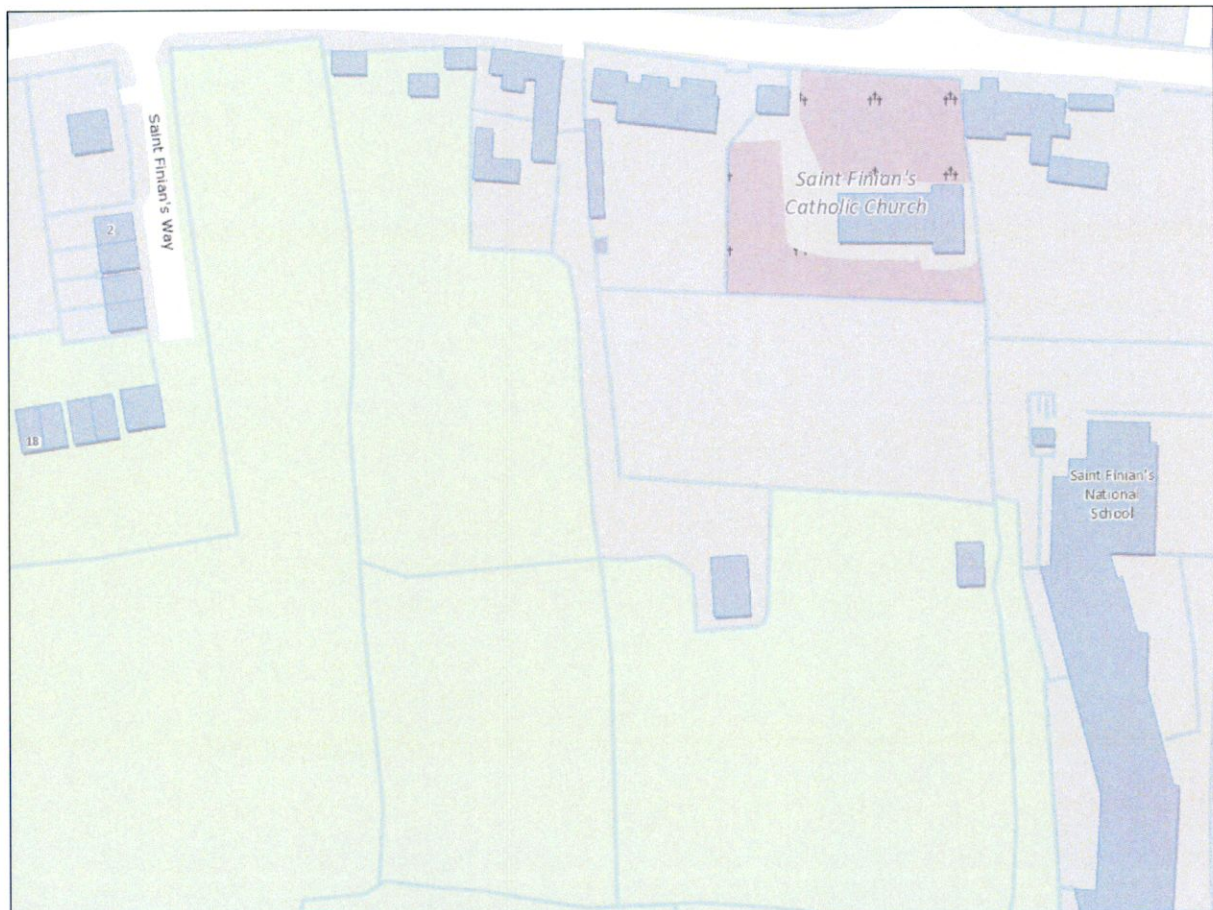 Saint Finian's Way
Saint Finian's
Catholic Church
2
18
Saint Finian's
National
School